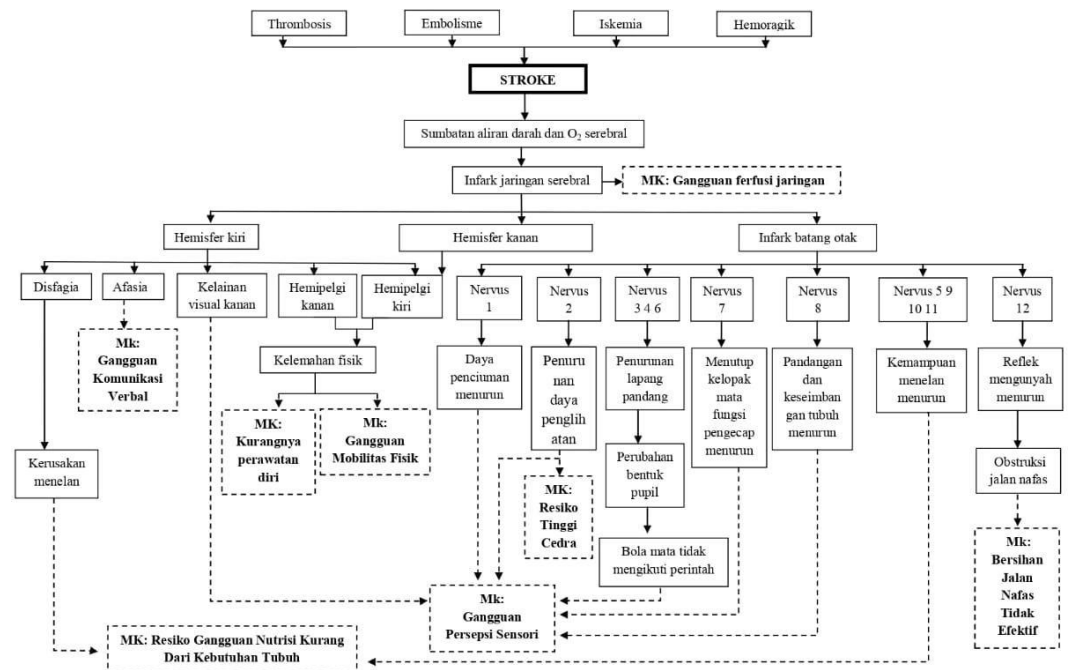 Thrombosis
Embolisme
Iskemia
Hemoragik
STROKE
Sumbatan aliran darah dan O₂ serebral
Infark jaringan serebral
MK: Gangguan ferfusi jaringan
Hemisfer kiri
Hemisfer kanan
Infark batang otak
Disfagia
Afasia
Kelainan
visual kanan
Hemipelgi
kanan
Hemipelgi
kiri
Nervus
1
Nervus
2
Nervus
3 4 6
Nervus
7
Nervus
8
Nervus 5 9
10 11
Nervus
12
Mk:
Gangguan
Komunikasi
Verbal
Kelemahan fisik
Daya
penciuman
menurun
Penuru
nan
daya
penglih
atan
Penurunan
lapang
pandang
Menutup
kelopak
mata
fungsi
pengecap
menurun
Pandangan
dan
keseimban
gan tubuh
menurun
Kemampuan
menelan
menurun
Reflek
mengunyah
menurun
MK:
Kurangnya
perawatan
diri
Mk:
Gangguan
Mobilitas Fisik
Kerusakan
menelan
Perubahan
bentuk
pupil
Obstruksi
jalan nafas
MK:
Resiko
Tinggi
Cedra
Bola mata tidak
mengikuti perintah
Mk:
Bersihan
Jalan
Nafas
Tidak
Efektif
Mk:
Gangguan
Persepsi Sensori
MK: Resiko Gangguan Nutrisi Kurang
Dari Kebutuhan Tubuh